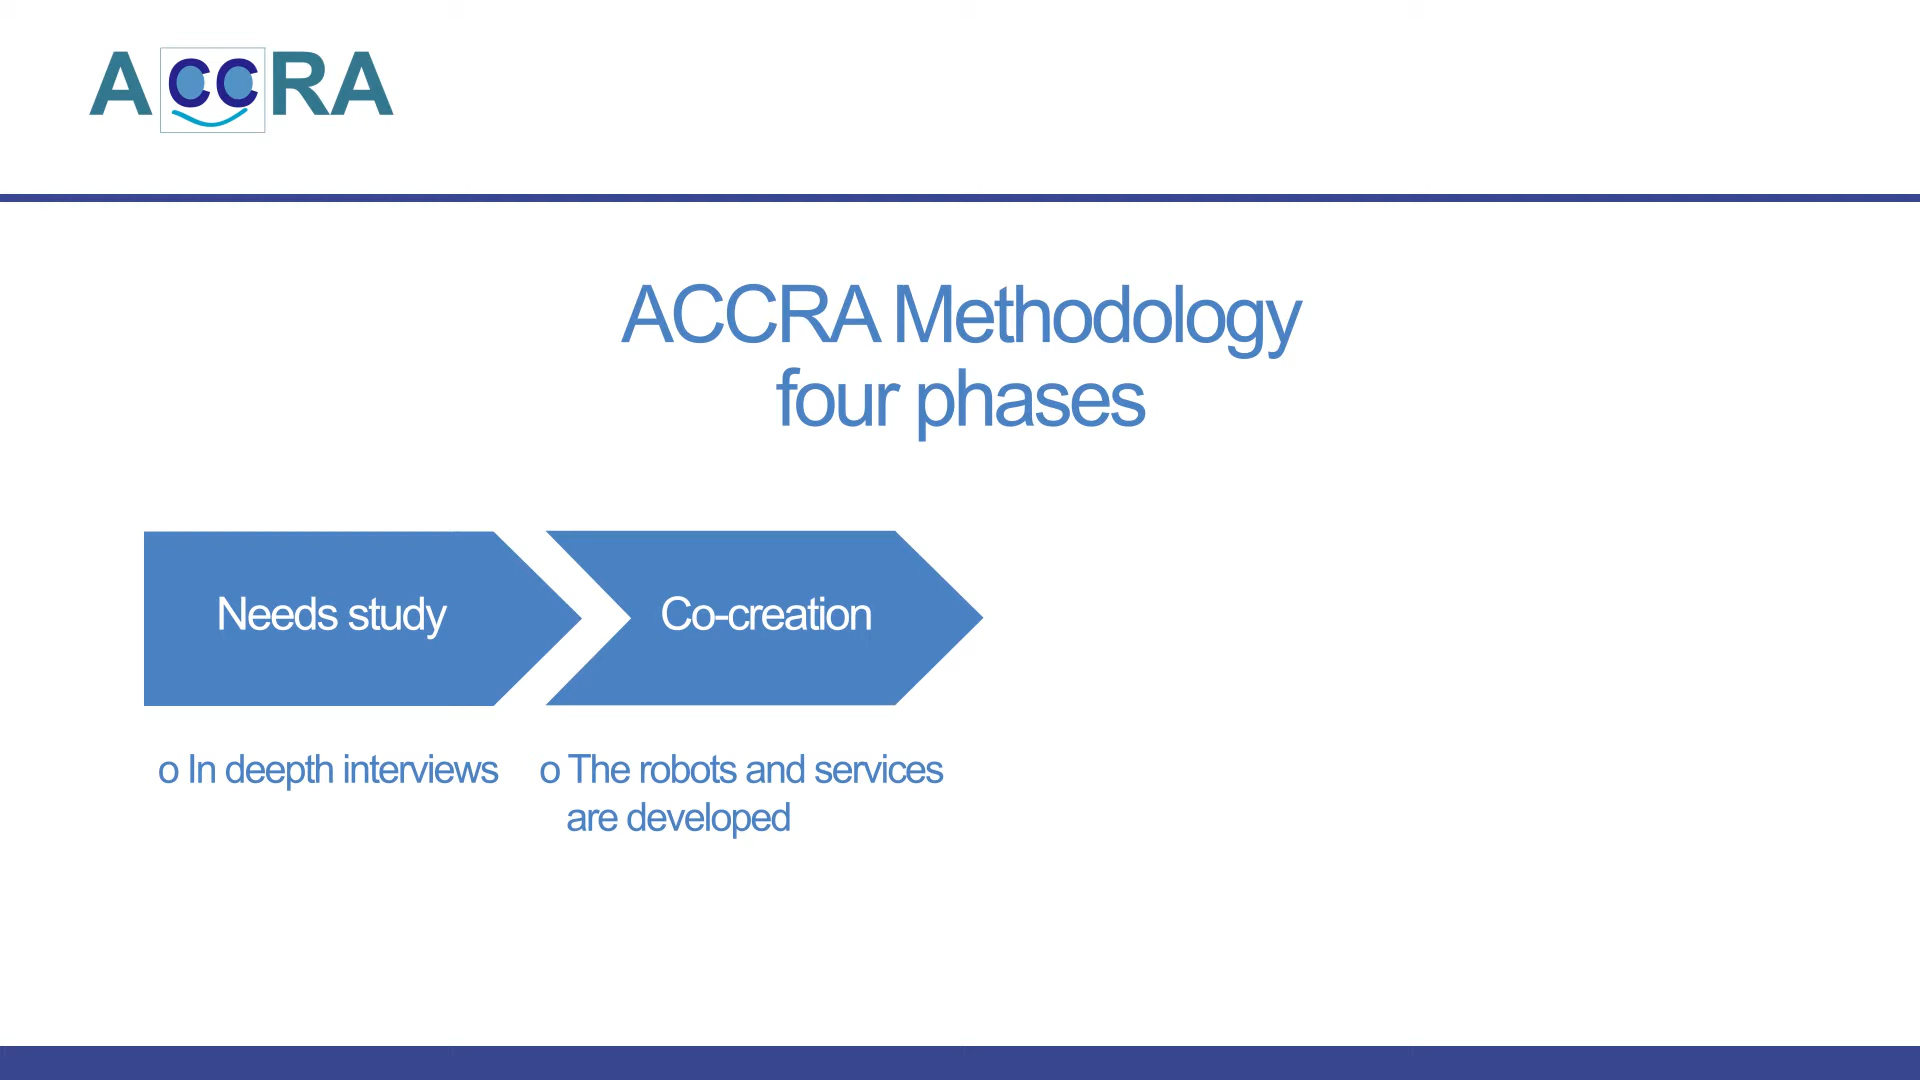 ACCRA
ACCRA Methodology
four phases
Needs study
Co-creation
o In deepth interviews
o The robots and services
are developed